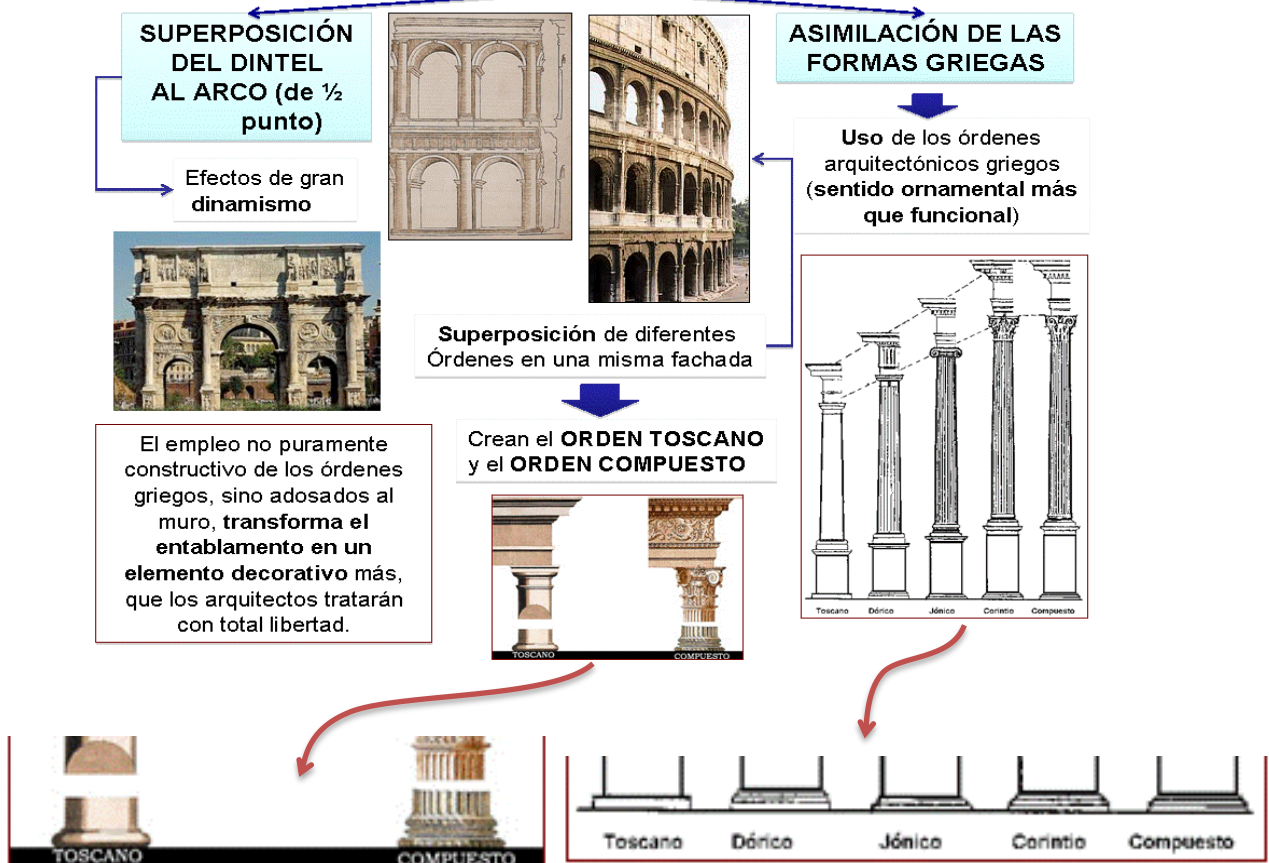 SUPERPOSICIÓN
DEL DINTEL
AL ARCO (de ½
punto)
Efectos de gran
dinamismo
ASIMILACIÓN DE LAS
FORMAS GRIEGAS
Uso de los órdenes
arquitectónicos griegos
(sentido ornamental más
que funcional)
Superposición de diferentes
Órdenes en una misma fachada
Crean el ORDEN TOSCANO
y el ORDEN COMPUESTO
El empleo no puramente
constructivo de los órdenes
griegos, sino adosados al
muro, transforma el
entablamento en un
elemento decorativo más,
que los arquitectos tratarán
con total libertad.
TOSCANO COMPUESTO
Toscano Dórico Jónico Corintio Compuesto
TOSCANO COMPUESTO
Toscano Dórico Jónico Corintio Compuesto